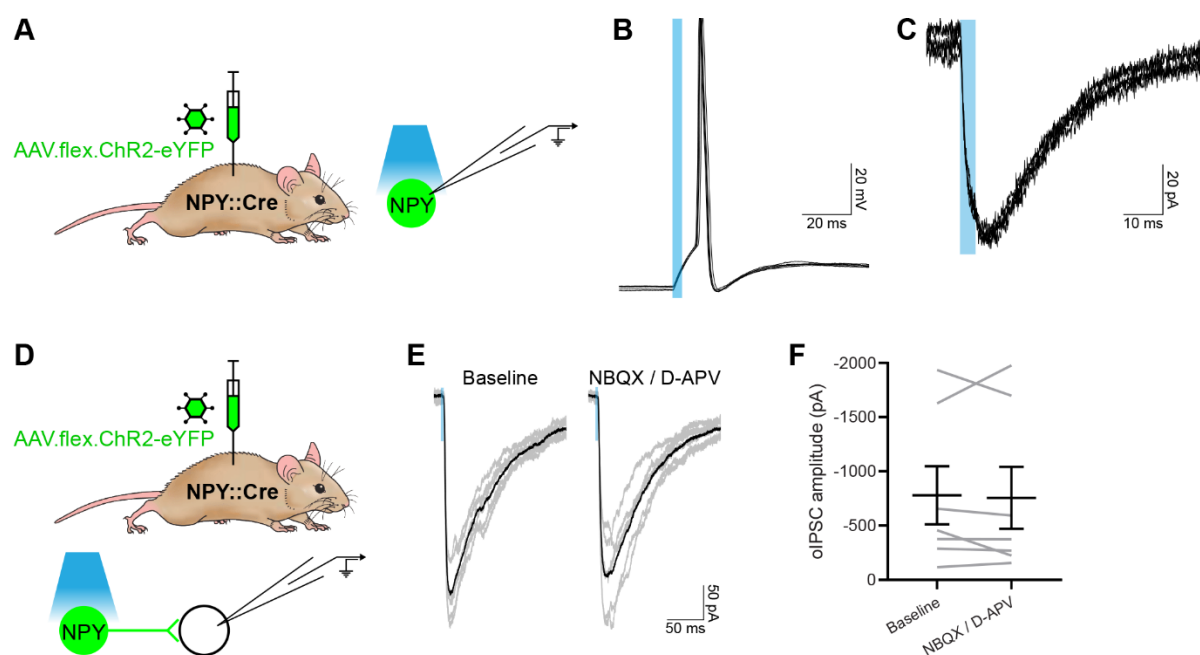 A
AAV.flex.ChR2-eYFP
NPY::Cre
NPY
B
20 mV
20 ms
C
20 pA
10 ms
D
AAV.flex.ChR2-eYFP
NPY::Cre
NPY
E
Baseline
NBQX / D-APV
50 pA
50 ms
F
oIPSC amplitude (pA)
-2000
-1500
-1000
-500
0
Baseline
NBQX / D-APV